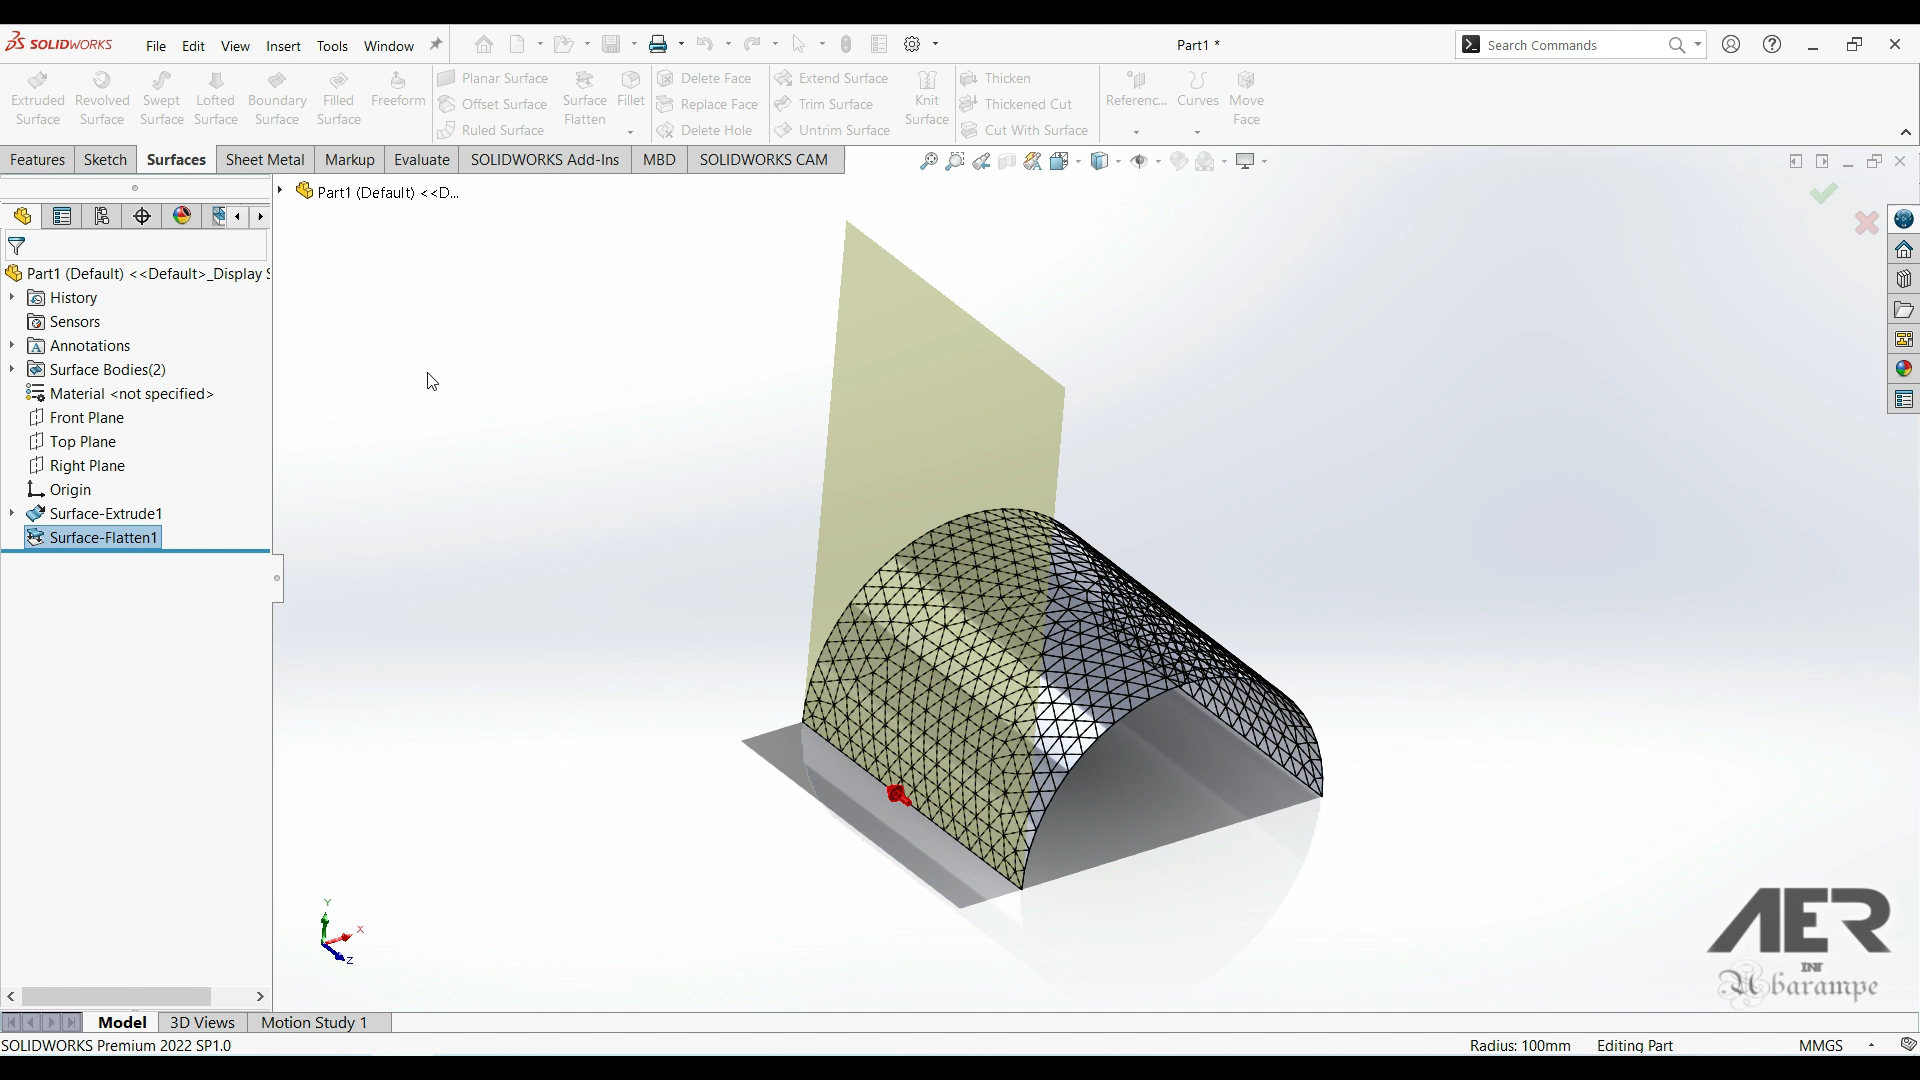 SOLIDWORKS File Edit View Insert Tools Window Part1 * Search Commands
Extruded Surface
Revolved Surface
Swept Surface
Lofted Surface
Boundary Surface
Filled Surface
Freeform
Planar Surface
Offset Surface
Ruled Surface
Surface Flatten
Fillet
Delete Face
Replace Face
Delete Hole
Extend Surface
Trim Surface
Untrim Surface
Knit Surface
Thicken
Thickened Cut
Cut With Surface
Referenc...
Curves
Move Face
Features Sketch Surfaces Sheet Metal Markup Evaluate SOLIDWORKS Add-Ins MBD SOLIDWORKS CAM
Part1 (Default) <<D...
Part1 (Default) <<Default>_Display S
History
Sensors
Annotations
Surface Bodies(2)
Material <not specified>
Front Plane
Top Plane
Right Plane
Origin
Surface-Extrude1
Surface-Flatten1
Y
X
Z
AER
INT
Abarampe
Model 3D Views Motion Study 1
SOLIDWORKS Premium 2022 SP1.0 Radius: 100mm Editing Part MMGS